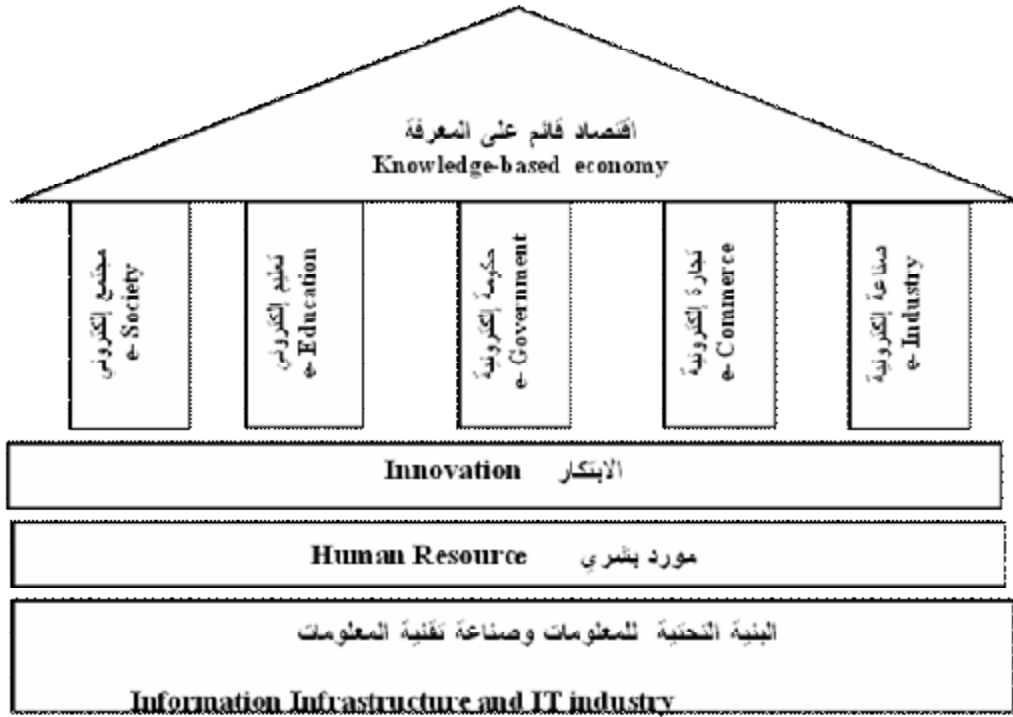 اقتصاد قائم على المعرفة
Knowledge-based economy
مجتمع إلكتروني
e- Society
تعليم إلكتروني
e- Education
حكومة إلكترونية
e- Government
تجارة إلكترونية
e- Commerce
صناعة إلكترونية
e- Industry
Innovation الابتكار
Human Resource مورد بشري
البنية التحتية للمعلومات وصناعة تقنية المعلومات
Information Infrastructure and IT industry